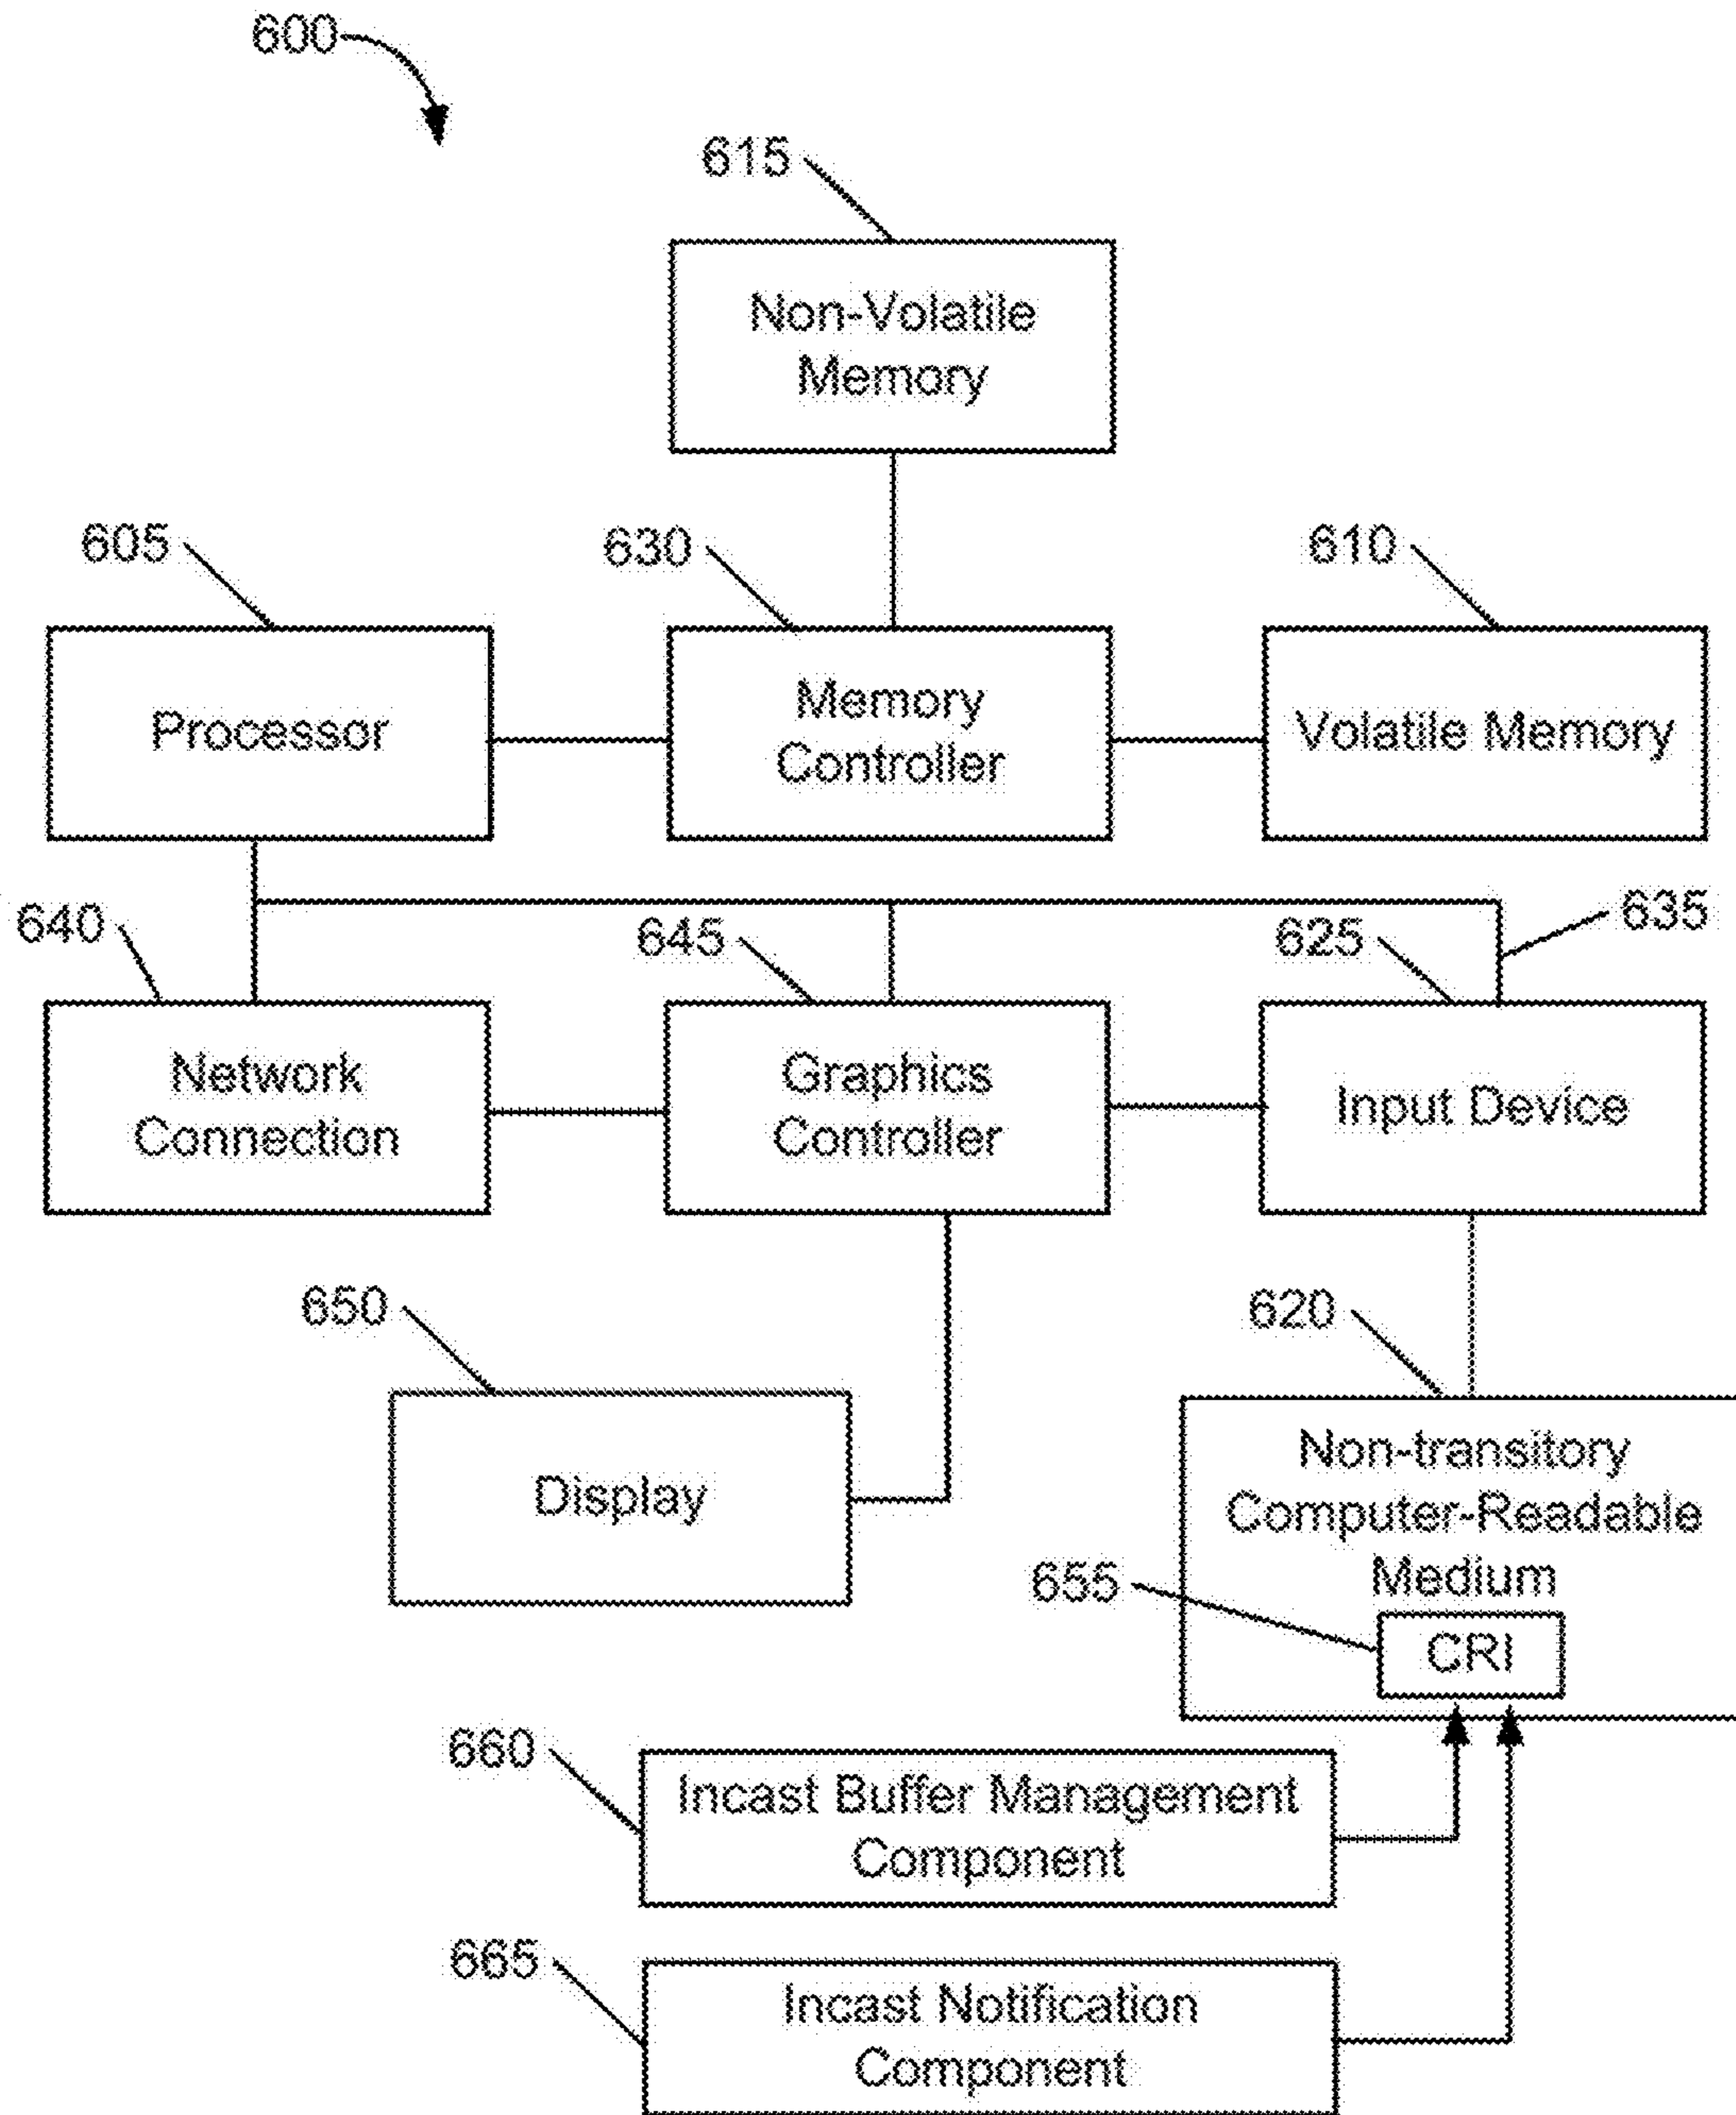 600
615
Non-Volatile
Memory
605
630
610
Processor
Memory
Controller
Volatile Memory
640
645
625
635
Network
Connection
Graphics
Controller
Input Device
650
620
Display
Non-transitory
Computer-Readable
Medium
655
CRI
660
Incast Buffer Management
Component
665
Incast Notification
Component